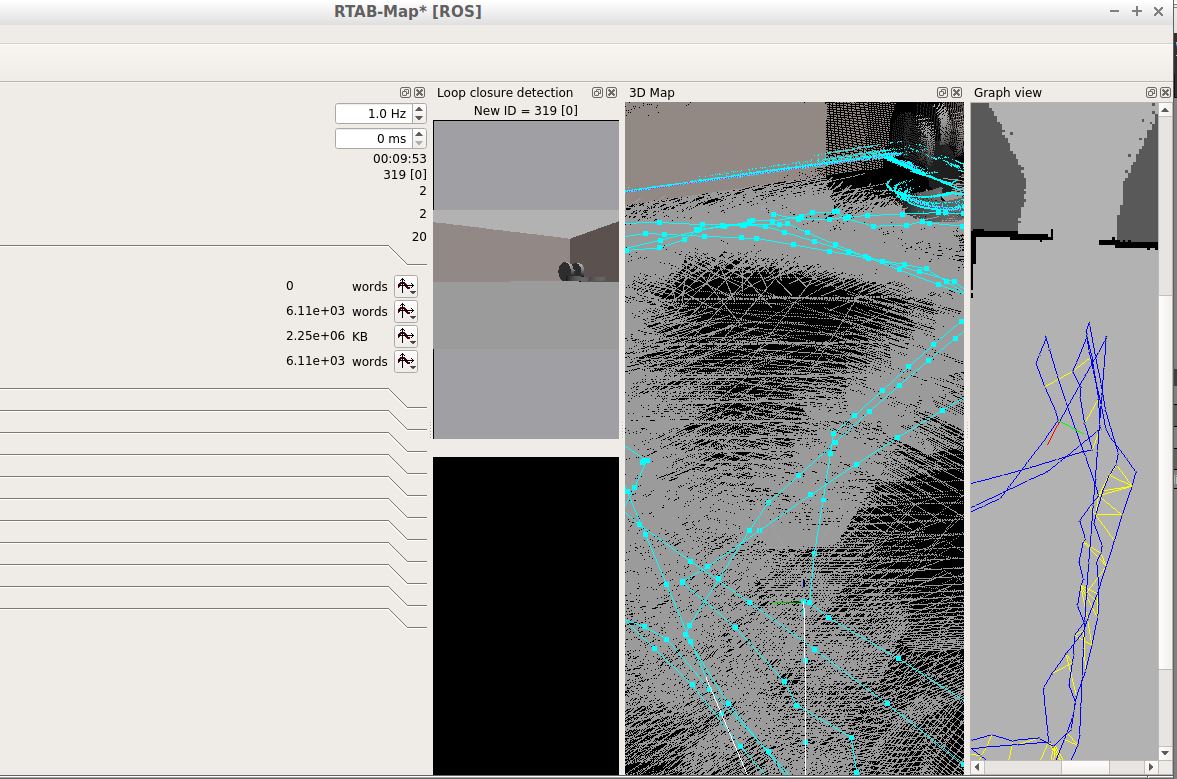 RTAB-Map* [ROS]
Loop closure detection
3D Map
Graph view
New ID = 319 [0]
1.0 Hz
0 ms
00:09:53
319 [0]
2
2
20
0 words
6.11e+03 words
2.25e+06 KB
6.11e+03 words